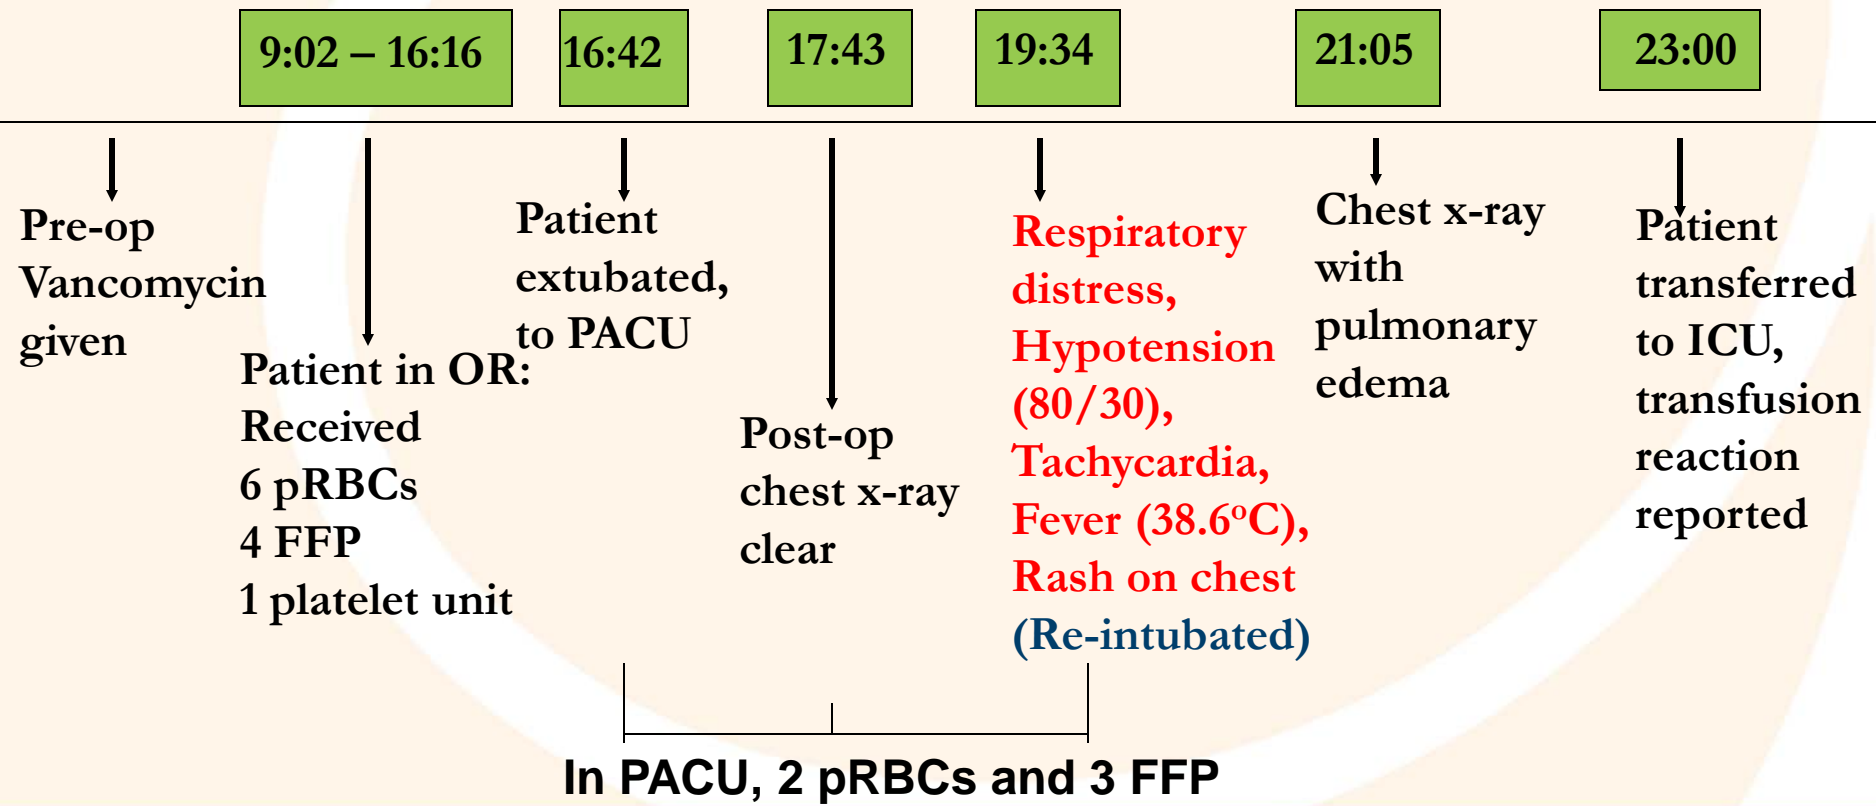 9:02 – 16:16
16:42
17:43
19:34
21:05
23:00
Pre-op
Vancomycin
given
Patient in OR:
Received
6 pRBCs
4 FFP
1 platelet unit
Patient
extubated,
to PACU
Post-op
chest x-ray
clear
Respiratory
distress,
Hypotension
(80/30),
Tachycardia,
Fever (38.6ºC),
Rash on chest
(Re-intubated)
Chest x-ray
with
pulmonary
edema
Patient
transferred
to ICU,
transfusion
reaction
reported
In PACU, 2 pRBCs and 3 FFP